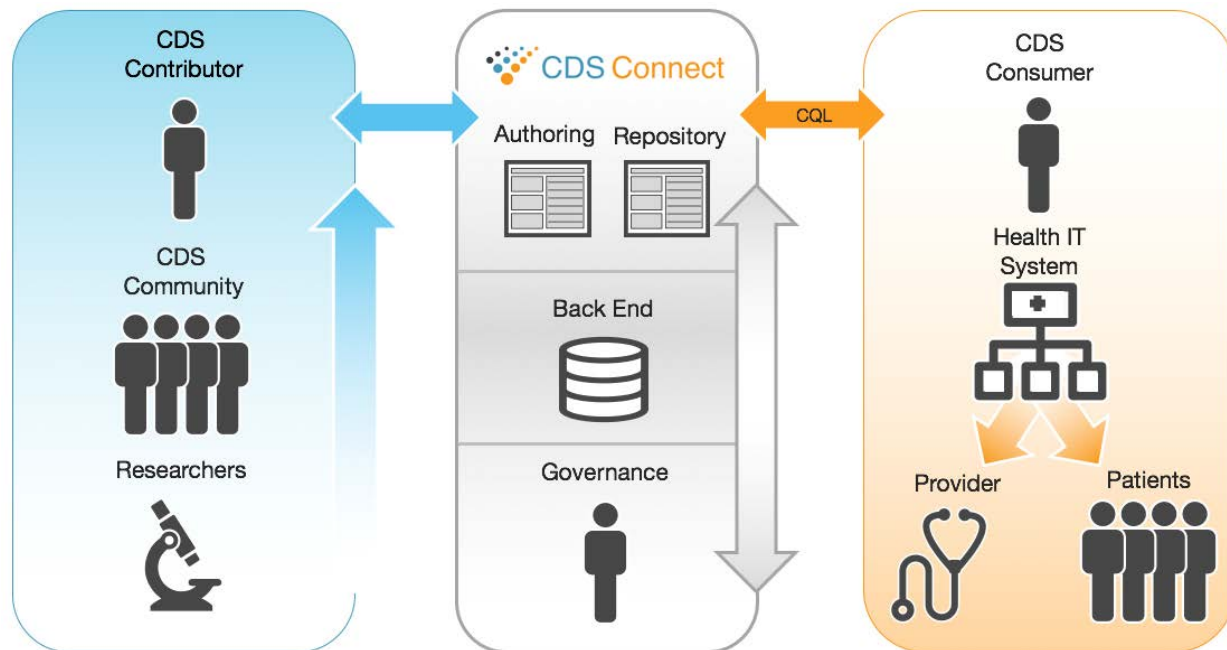 CDS
Contributor
CDS
Community
Researchers
CDS Connect
Authoring
Repository
Back End
Governance
CQL
CDS
Consumer
Health IT
System
Provider
Patients